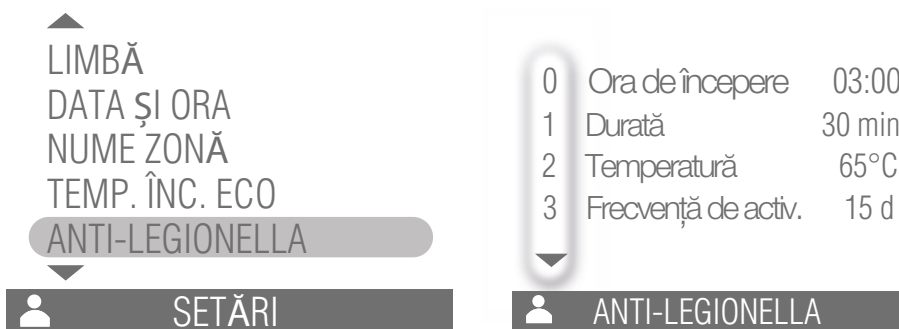 LIMBĂ
DATA ȘI ORA
NUME ZONĂ
TEMP. ÎNC. ECO
ANTI-LEGIONELLA
SETĂRI
0 Ora de începere 03:00
1 Durată 30 min
2 Temperatură 65°C
3 Frecvență de activ. 15 d
ANTI-LEGIONELLA